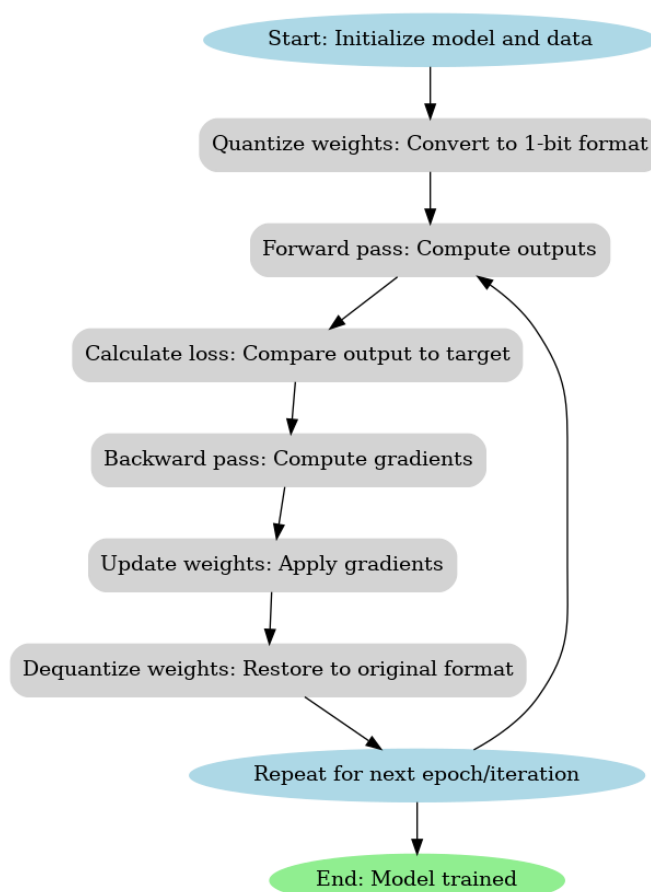 Start: Initialize model and data
Quantize weights: Convert to 1-bit format
Forward pass: Compute outputs
Calculate loss: Compare output to target
Backward pass: Compute gradients
Update weights: Apply gradients
Dequantize weights: Restore to original format
Repeat for next epoch/iteration
End: Model trained